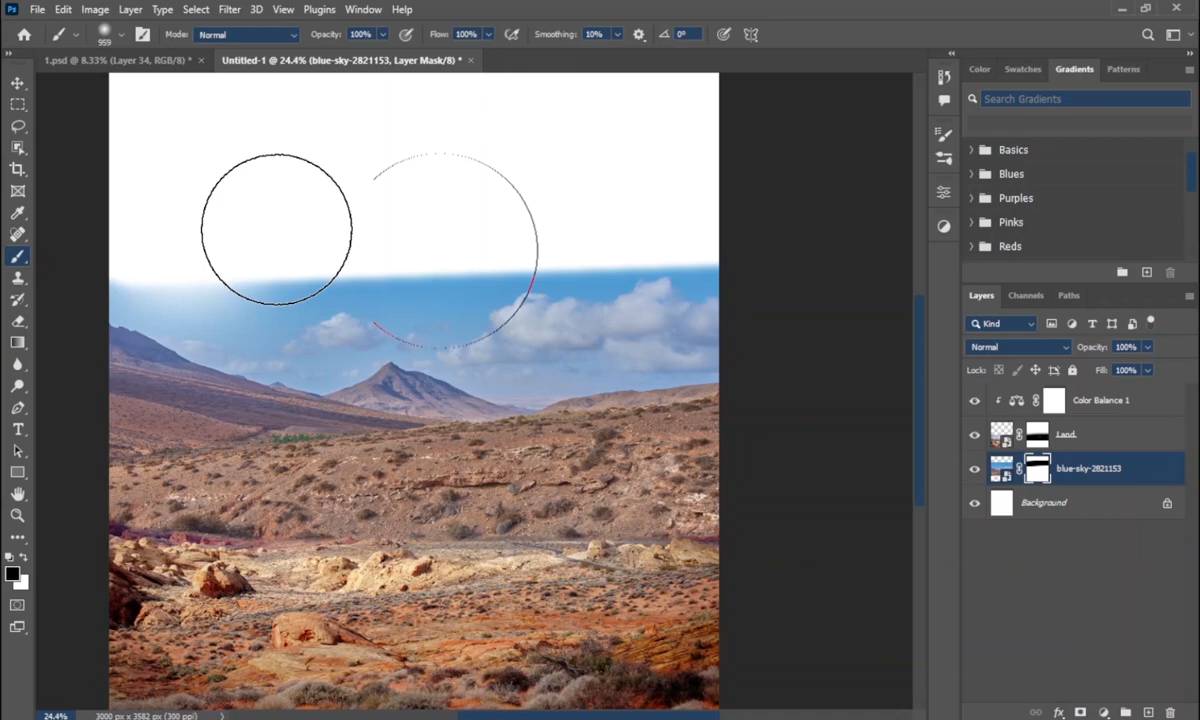 Ps File Edit Image Layer Type Select Filter 3D View Plugins Window Help
959 Mode: Normal Opacity: 100% Flow: 100% Smoothing: 10% 0°
1.psd @ 8.33% (Layer 34, RGB/8) * × Untitled-1 @ 24.4% (blue-sky-2821153, Layer Mask/8) * ×
Color Swatches Gradients Patterns
Search Gradients
Basics
Blues
Purples
Pinks
Reds
Layers Channels Paths
Kind
Normal Opacity: 100%
Lock: Fill: 100%
Color Balance 1
Land
blue-sky-2821153
Background
24.4% 3000 px x 3582 px (300 ppi)